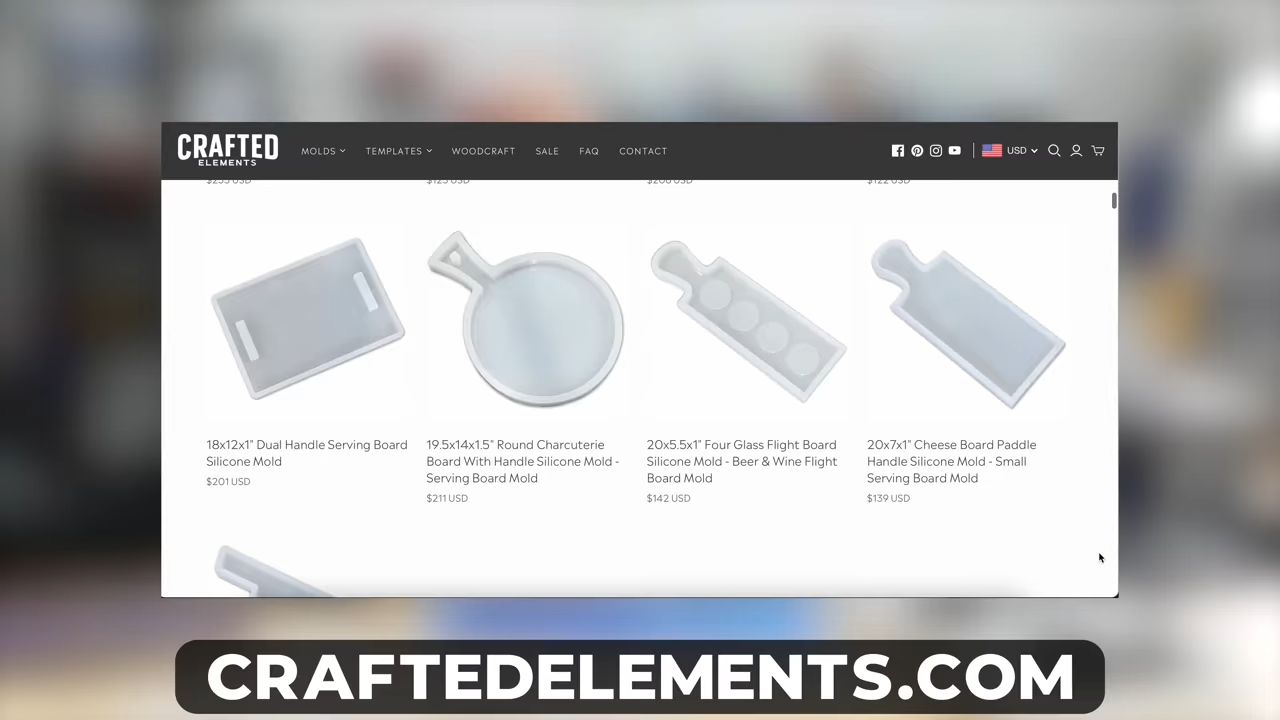 CRAFTED
ELEMENTS
MOLDS TEMPLATES WOODCRAFT SALE FAQ CONTACT USD
18x12x1" Dual Handle Serving Board
Silicone Mold
$201 USD
19.5x14x1.5" Round Charcuterie
Board With Handle Silicone Mold -
Serving Board Mold
$211 USD
20x5.5x1" Four Glass Flight Board
Silicone Mold - Beer & Wine Flight
Board Mold
$142 USD
20x7x1" Cheese Board Paddle
Handle Silicone Mold - Small
Serving Board Mold
$139 USD
CRAFTEDELEMENTS.COM